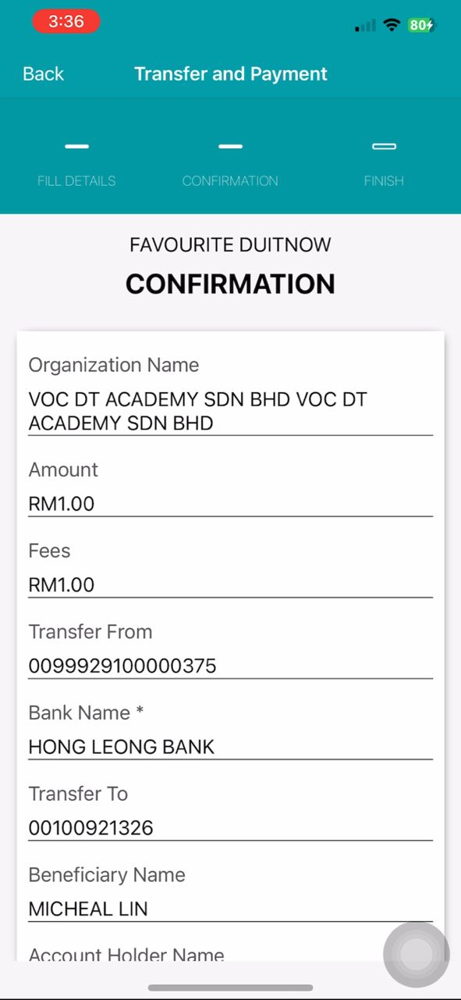 3:36
80
Back
Transfer and Payment
FILL DETAILS
CONFIRMATION
FINISH
FAVOURITE DUITNOW
CONFIRMATION
Organization Name
VOC DT ACADEMY SDN BHD VOC DT
ACADEMY SDN BHD
Amount
RM1.00
Fees
RM1.00
Transfer From
0099929100000375
Bank Name *
HONG LEONG BANK
Transfer To
00100921326
Beneficiary Name
MICHEAL LIN
Account Holder Name